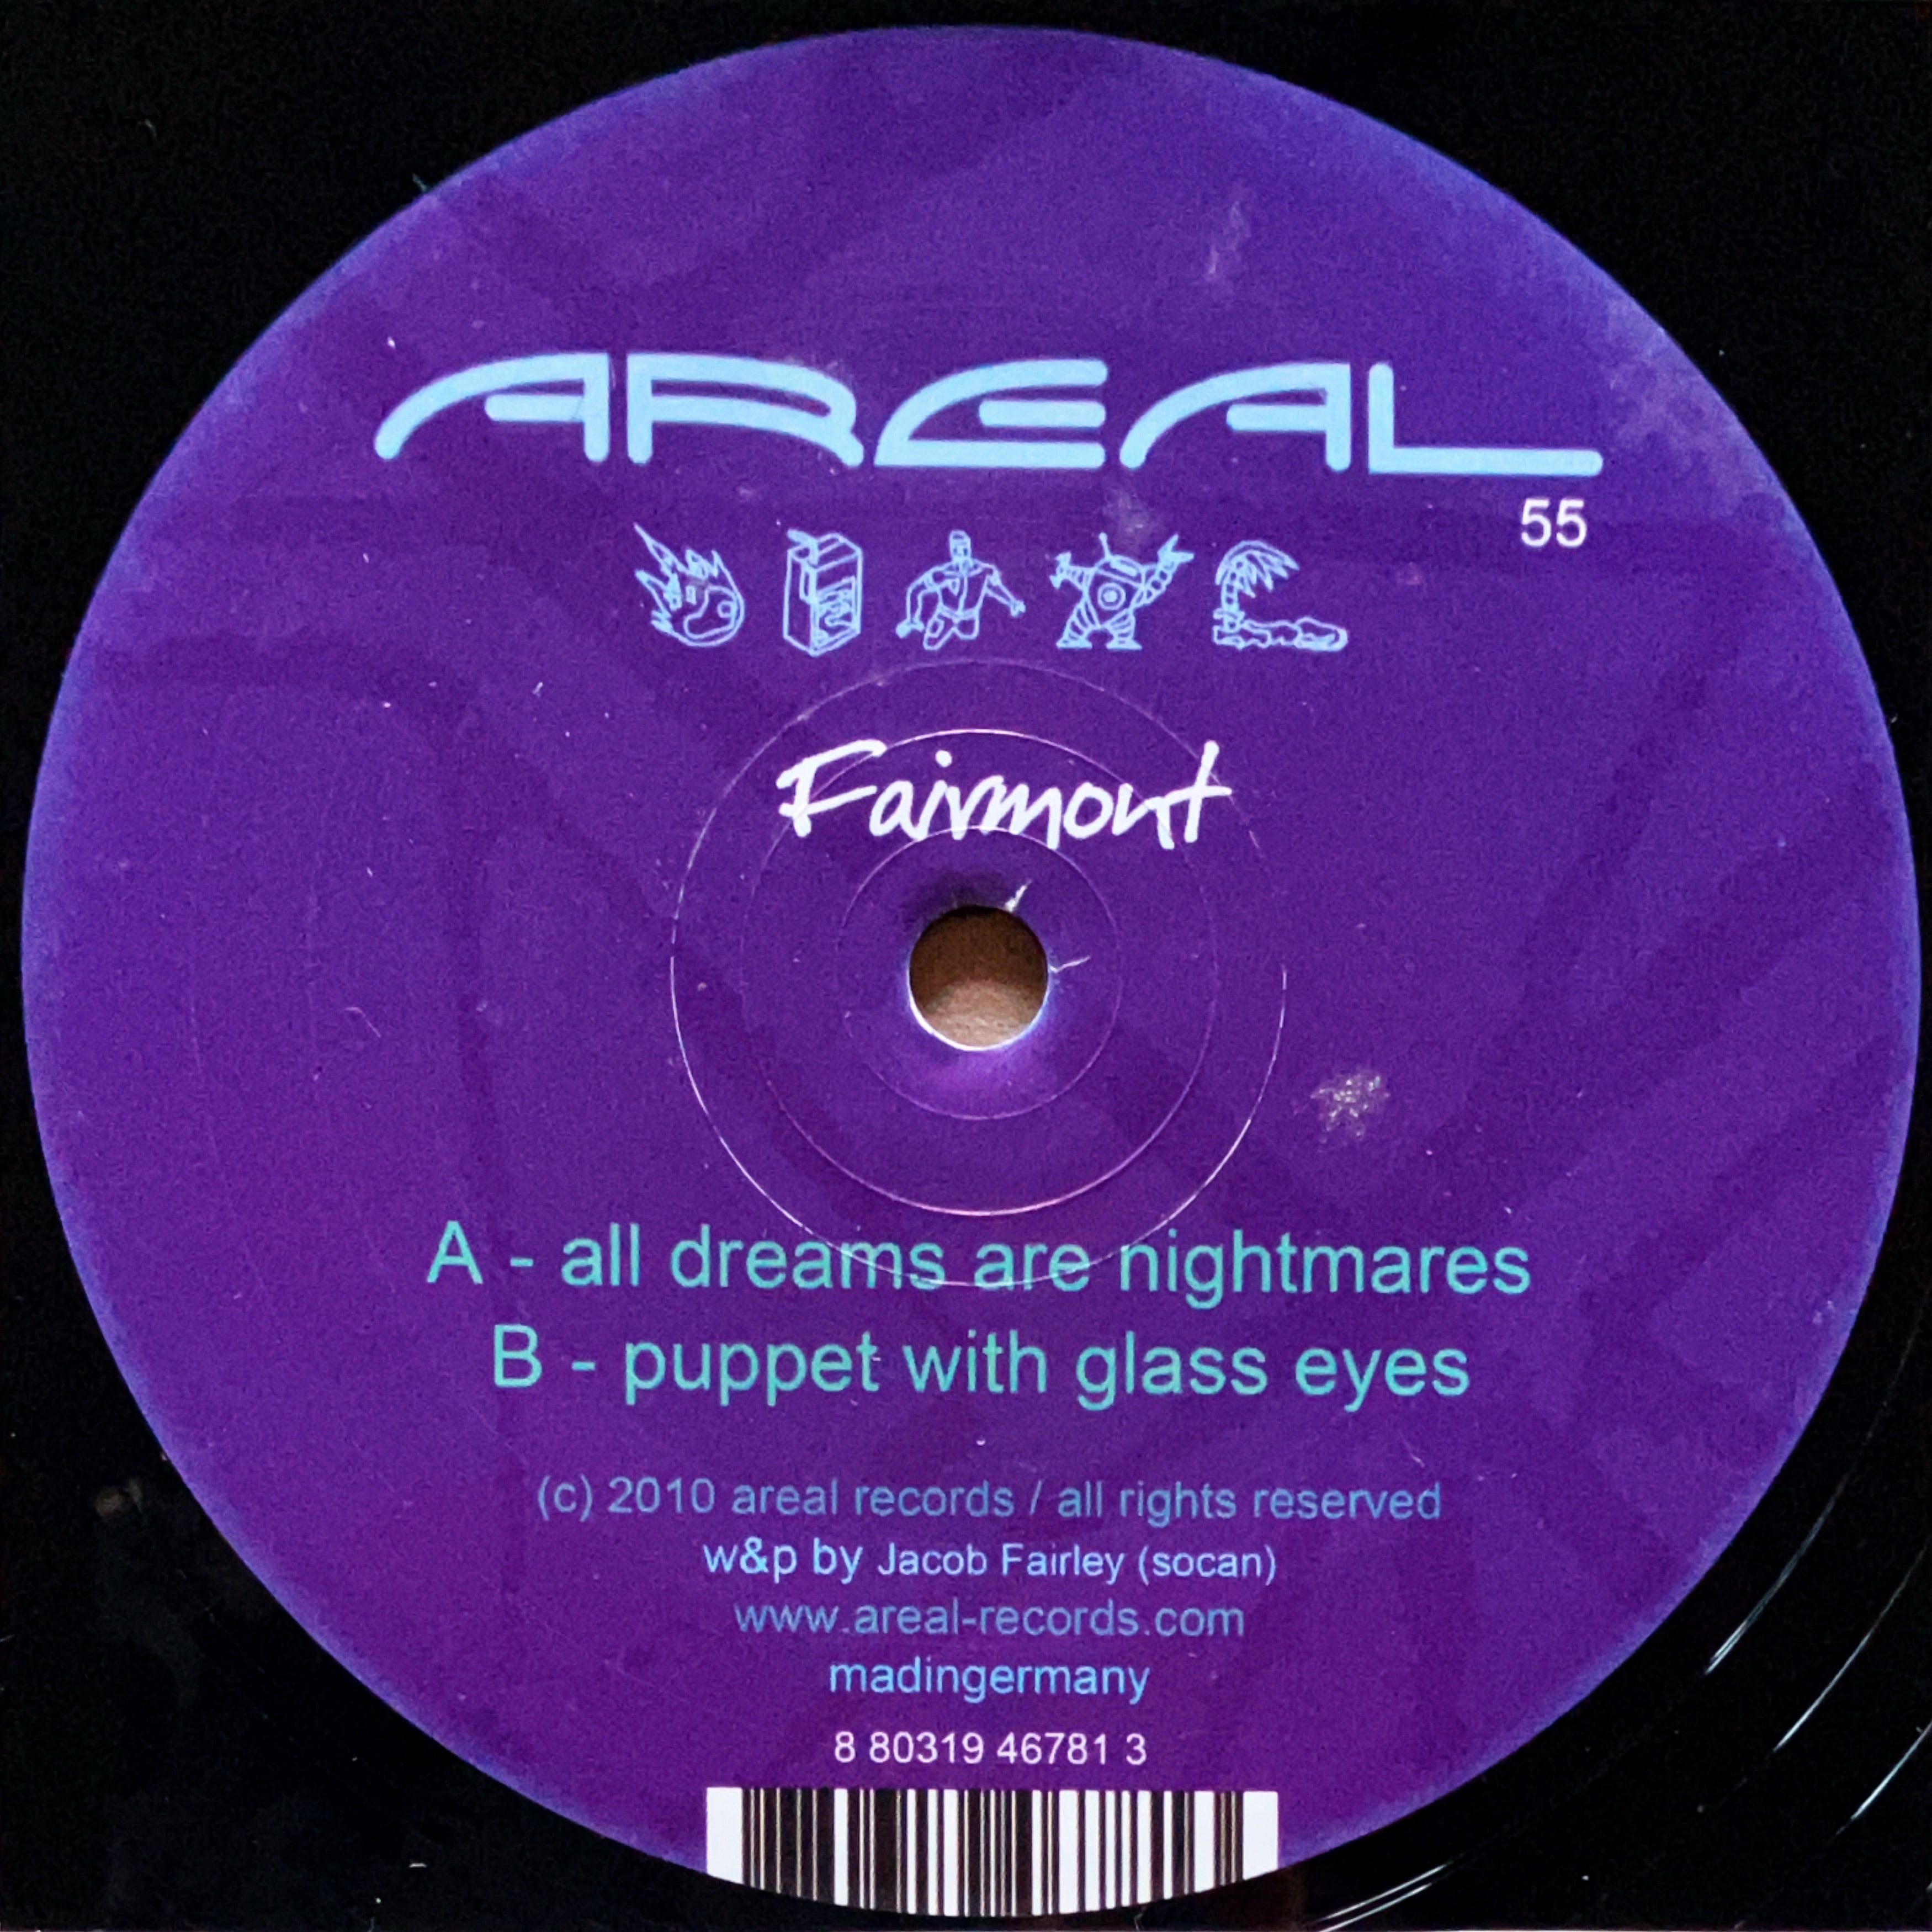 AREAL
55
Fairmont
A - all dreams are nightmares
B - puppet with glass eyes
(c) 2010 areal records / all rights reserved
w&p by Jacob Fairley (socan)
www.areal-records.com
madingermany
8 80319 46781 3